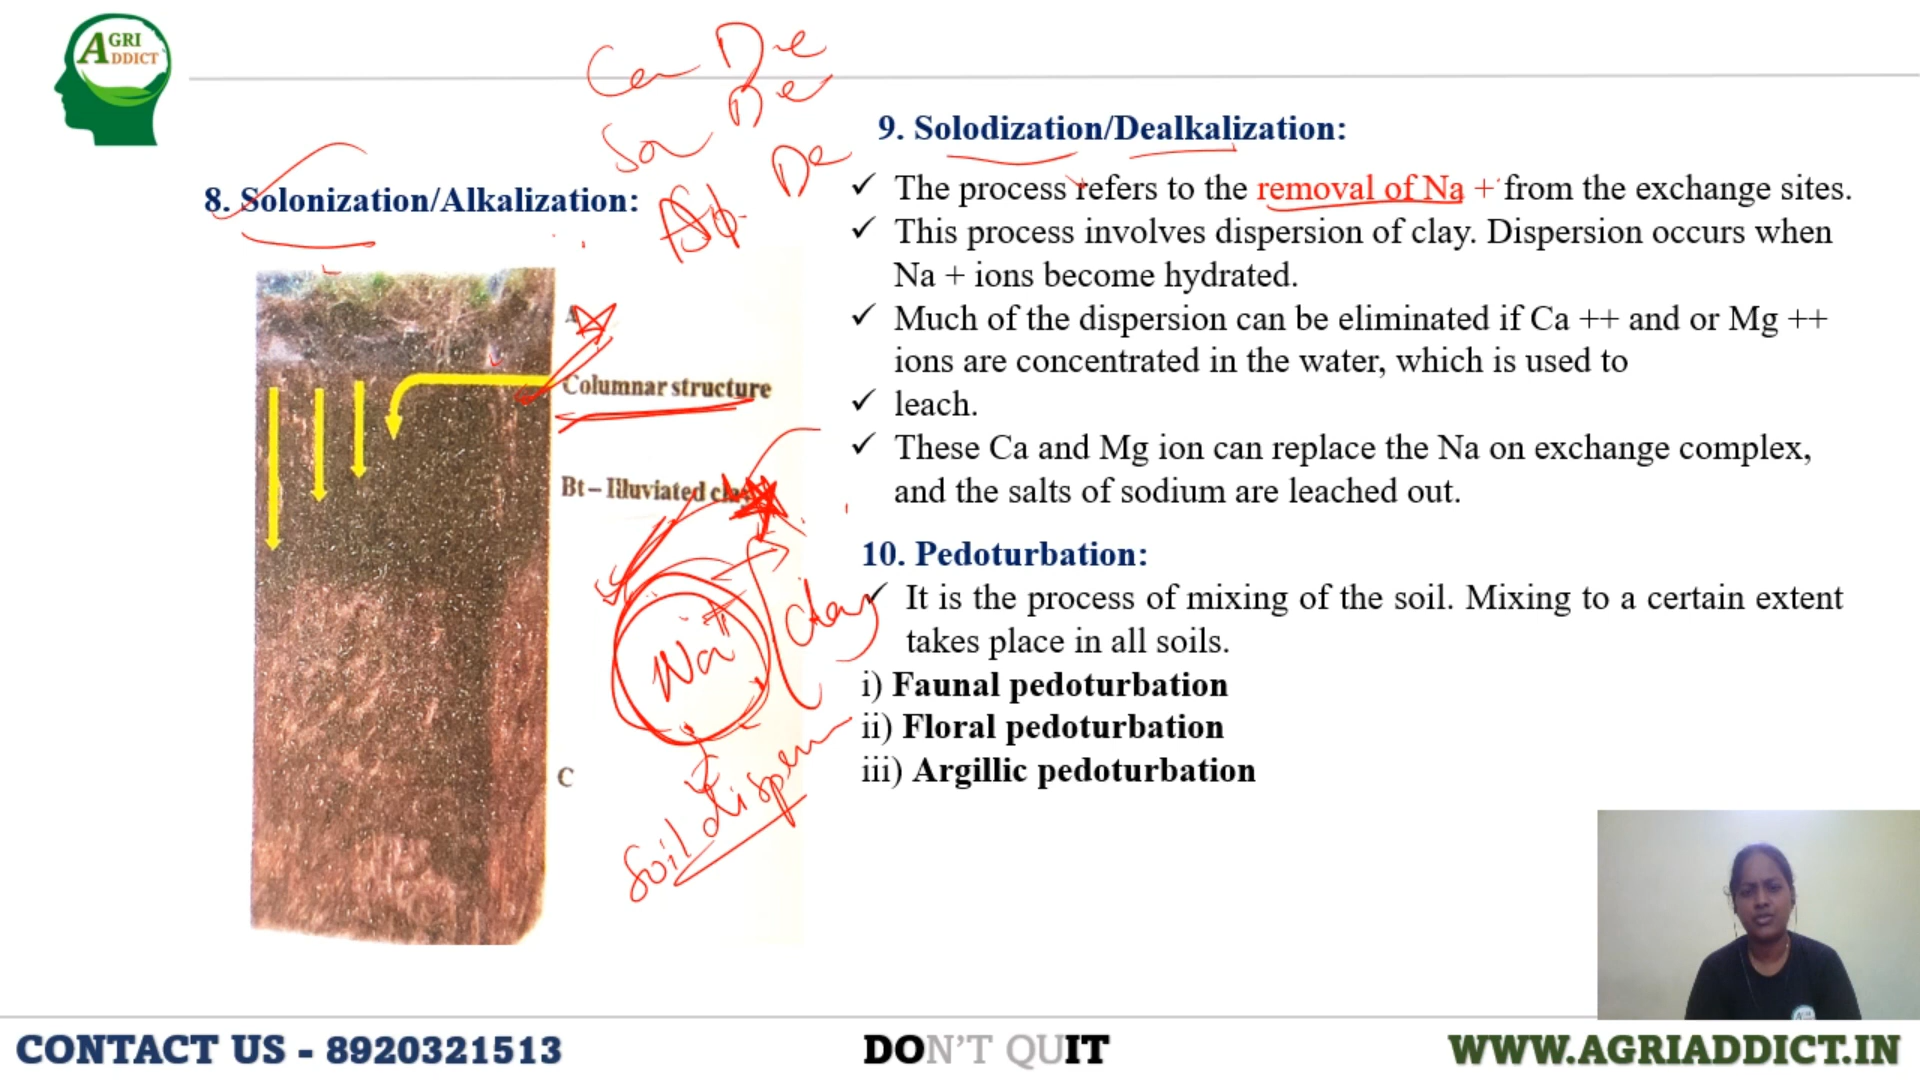 AGRI
ADDICT
Ca De
Sa De
De
8. Solonization/Alkalization:
A
Columnar structure
Bt – Illuviated clay
Na+
clay
C
Soil dispersn
9. Solodization/Dealkalization:
✓ The process refers to the removal of Na + from the exchange sites.
✓ This process involves dispersion of clay. Dispersion occurs when
Na + ions become hydrated.
✓ Much of the dispersion can be eliminated if Ca ++ and or Mg ++
ions are concentrated in the water, which is used to
✓ leach.
✓ These Ca and Mg ion can replace the Na on exchange complex,
and the salts of sodium are leached out.
10. Pedoturbation:
✓ It is the process of mixing of the soil. Mixing to a certain extent
takes place in all soils.
i) Faunal pedoturbation
ii) Floral pedoturbation
iii) Argillic pedoturbation
CONTACT US - 8920321513
DON'T QUIT
WWW.AGRIADDICT.IN